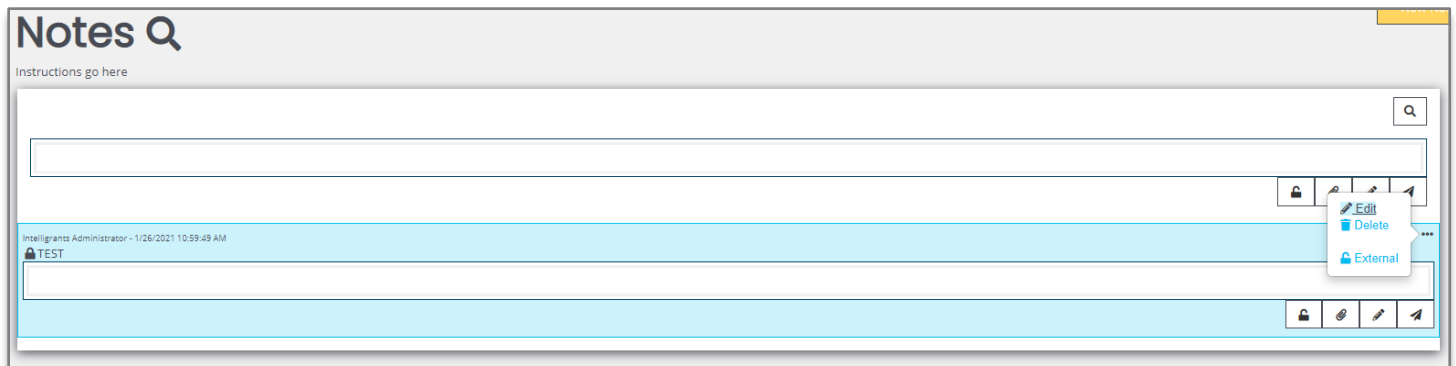 Notes
Instructions go here
Intelligrants Administrator - 1/26/2021 10:59:49 AM
TEST
Edit
Delete
External